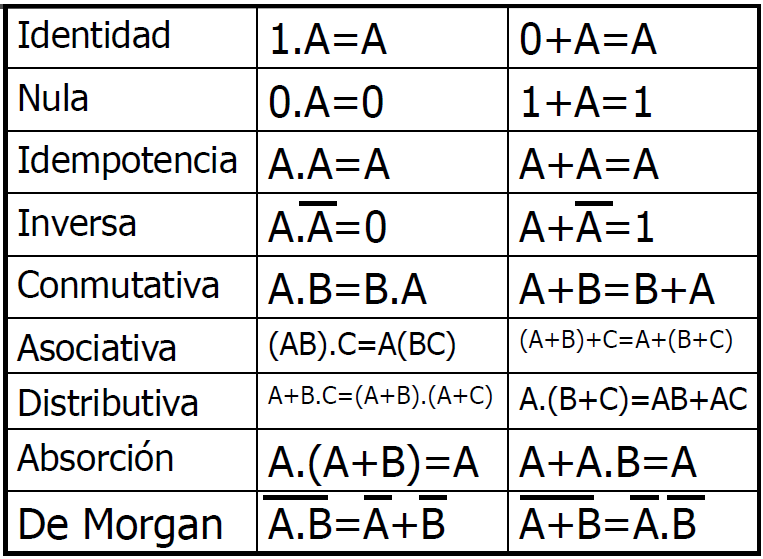 Identidad 1.A=A 0+A=A
Nula 0.A=0 1+A=1
Idempotencia A.A=A A+A=A
Inversa A.A̅=0 A+A̅=1
Conmutativa A.B=B.A A+B=B+A
Asociativa (AB).C=A(BC) (A+B)+C=A+(B+C)
Distributiva A+B.C=(A+B).(A+C) A.(B+C)=AB+AC
Absorción A.(A+B)=A A+A.B=A
De Morgan A̅.̅B̅=A̅+B̅ A̅+̅B̅=A̅.B̅